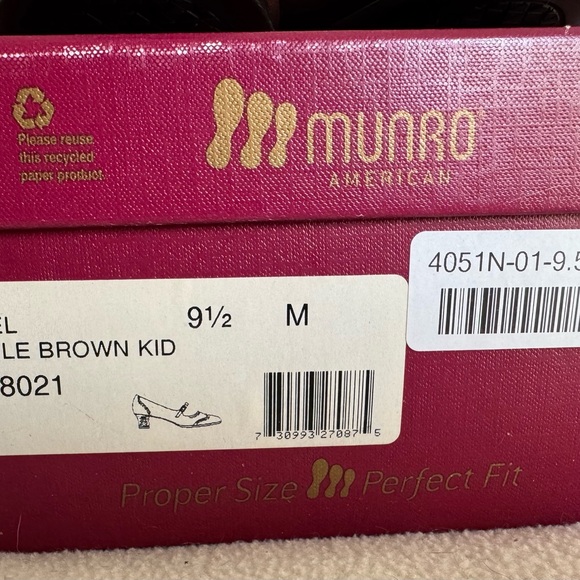 Please reuse
this recycled
paper product
MUNRO
AMERICAN
4051N-01-9.5
EL 9½ M
LE BROWN KID
8021
7 30993 27087 5
Proper Size Perfect Fit